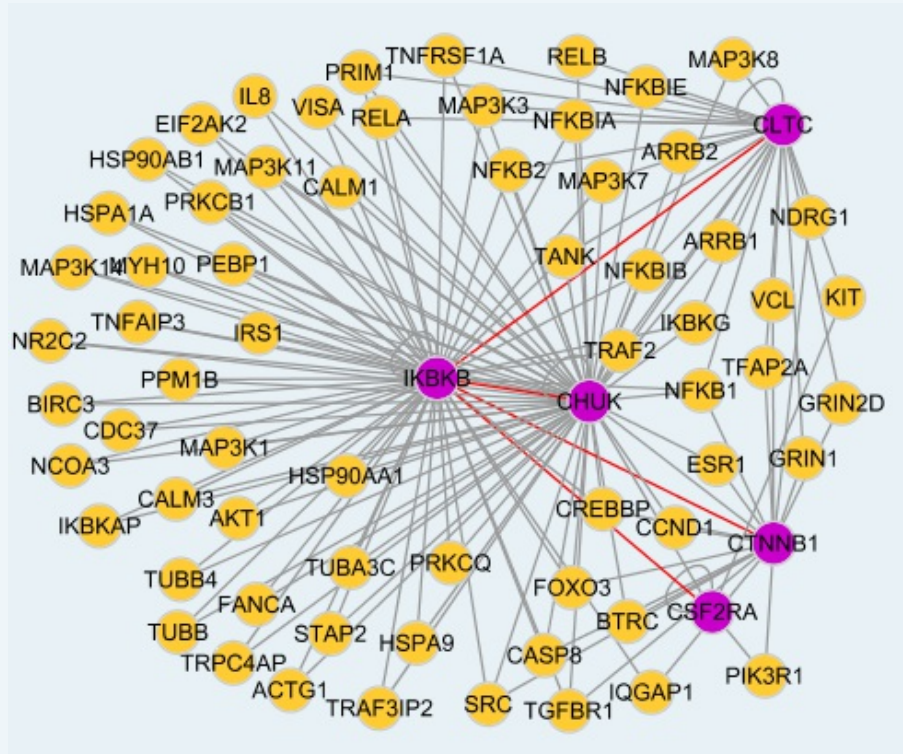 TNFRSF1A
RELB
MAP3K8
PRIM1
NFKBIE
IL8
VISA
RELA
MAP3K3
NFKBIA
CLTC
EIF2AK2
HSP90AB1
MAP3K11
CALM1
NFKB2
ARRB2
MAP3K7
HSPA1A
PRKCB1
NDRG1
MAP3K14
MYH10
PEBP1
TANK
NFKBIB
ARRB1
NR2C2
TNFAIP3
IRS1
IKBKG
VCL
KIT
TRAF2
TFAP2A
PPM1B
IKBKB
CHUK
NFKB1
GRIN2D
BIRC3
CDC37
MAP3K1
NCOA3
HSP90AA1
ESR1
GRIN1
IKBKAP
CALM3
AKT1
CREBBP
CCND1
CTNNB1
TUBB4
TUBA3C
PRKCQ
FOXO3
CSF2RA
FANCA
TUBB
STAP2
HSPA9
BTRC
TRPC4AP
CASP8
ACTG1
TRAF3IP2
SRC
TGFBR1
IQGAP1
PIK3R1